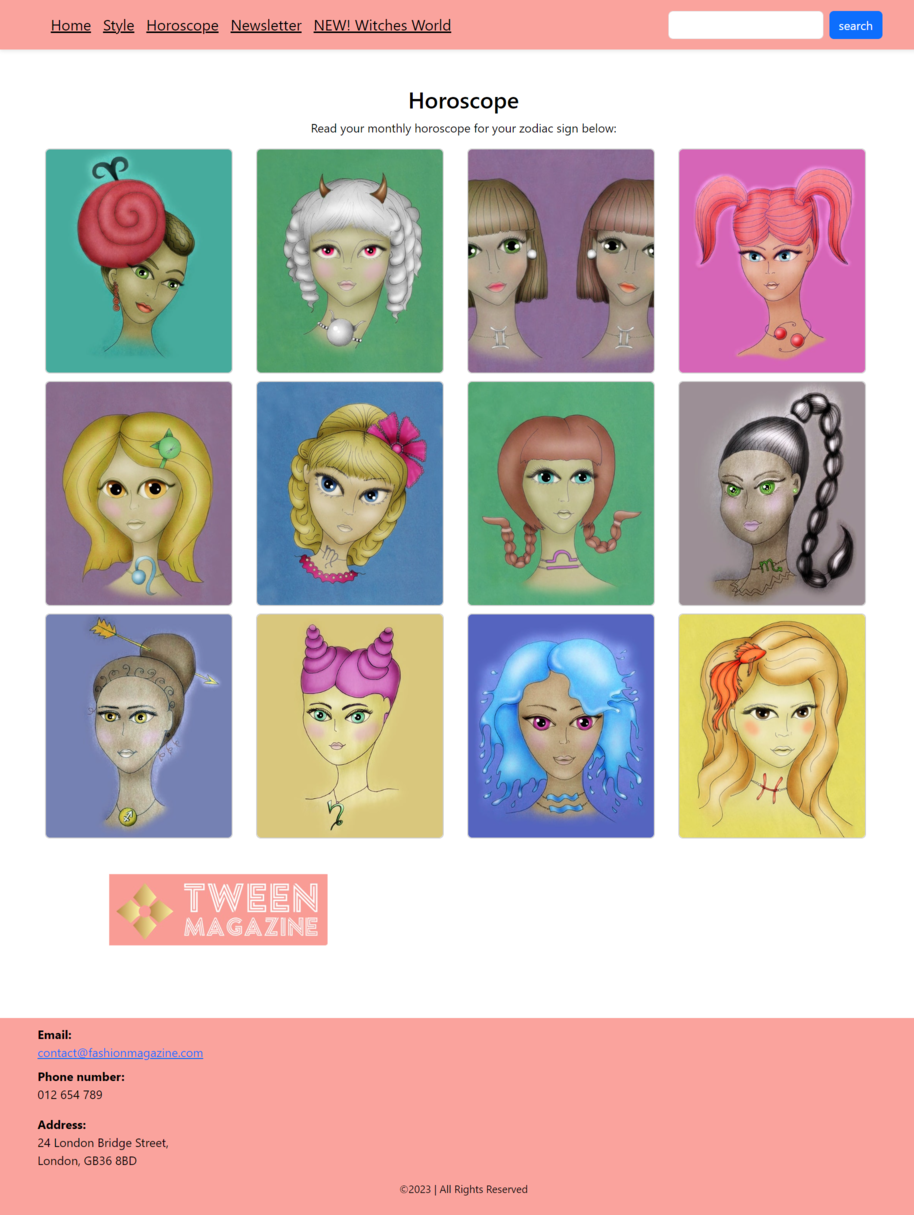 Home Style Horoscope Newsletter NEW! Witches World search
Horoscope
Read your monthly horoscope for your zodiac sign below:
TWEEN
MAGAZINE
Email:
contact@fashionmagazine.com
Phone number:
012 654 789
Address:
24 London Bridge Street,
London, GB36 8BD
©2023 | All Rights Reserved